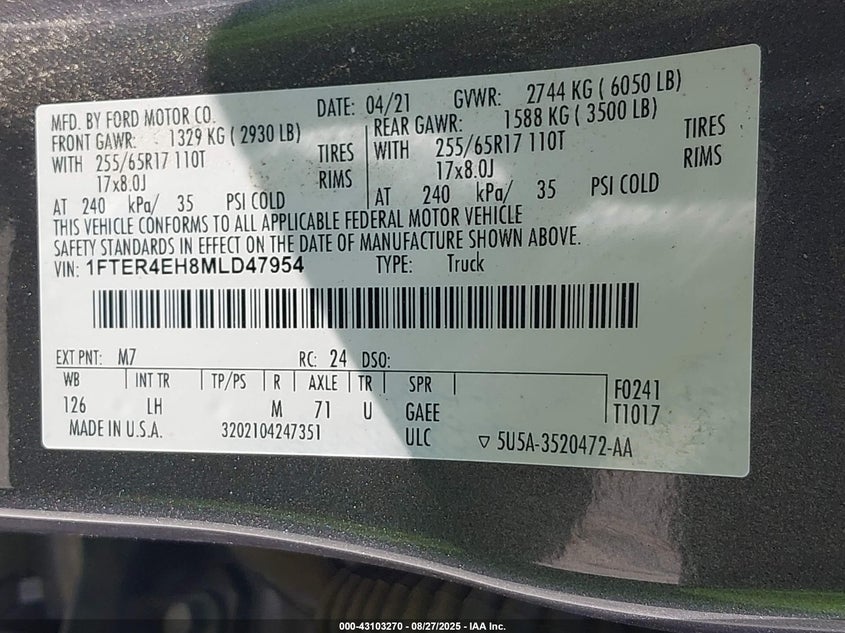 MFD. BY FORD MOTOR CO. DATE: 04/21 GVWR: 2744 KG ( 6050 LB)
FRONT GAWR: 1329 KG ( 2930 LB) REAR GAWR: 1588 KG ( 3500 LB)
WITH 255/65R17 110T TIRES WITH 255/65R17 110T TIRES
17x8.0J RIMS 17x8.0J RIMS
AT 240 kPa/ 35 PSI COLD AT 240 kPa/ 35 PSI COLD
THIS VEHICLE CONFORMS TO ALL APPLICABLE FEDERAL MOTOR VEHICLE
SAFETY STANDARDS IN EFFECT ON THE DATE OF MANUFACTURE SHOWN ABOVE.
VIN: 1FTER4EH8MLD47954 TYPE: Truck
EXT PNT: M7 RC: 24 DSO:
WB INT TR TP/PS R AXLE TR SPR F0241
126 LH M 71 U GAEE T1017
MADE IN U.S.A. 3202104247351 ULC ▽ 5U5A-3520472-AA
000-43103270 - 08/27/2025 - IAA Inc.